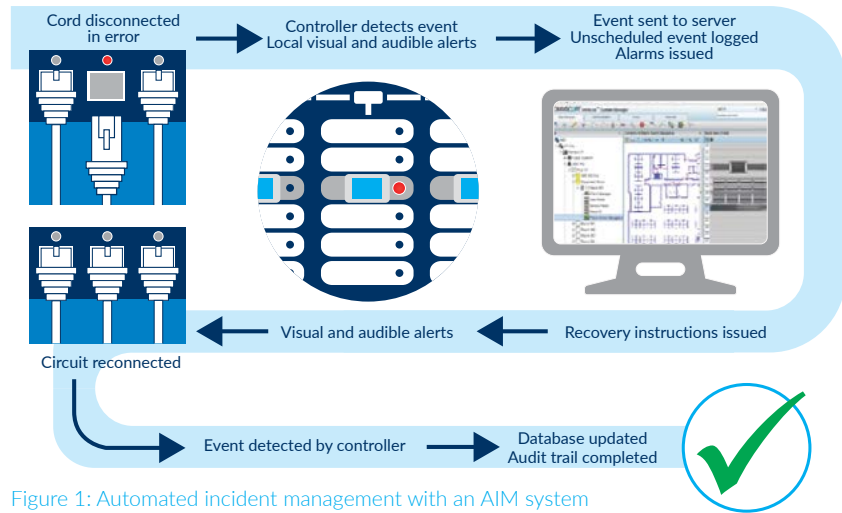 Cord disconnected
in error
Controller detects event
Local visual and audible alerts
Event sent to server
Unscheduled event logged
Alarms issued
Visual and audible alerts
Recovery instructions issued
Circuit reconnected
Event detected by controller
Database updated
Audit trail completed
Figure 1: Automated incident management with an AIM system